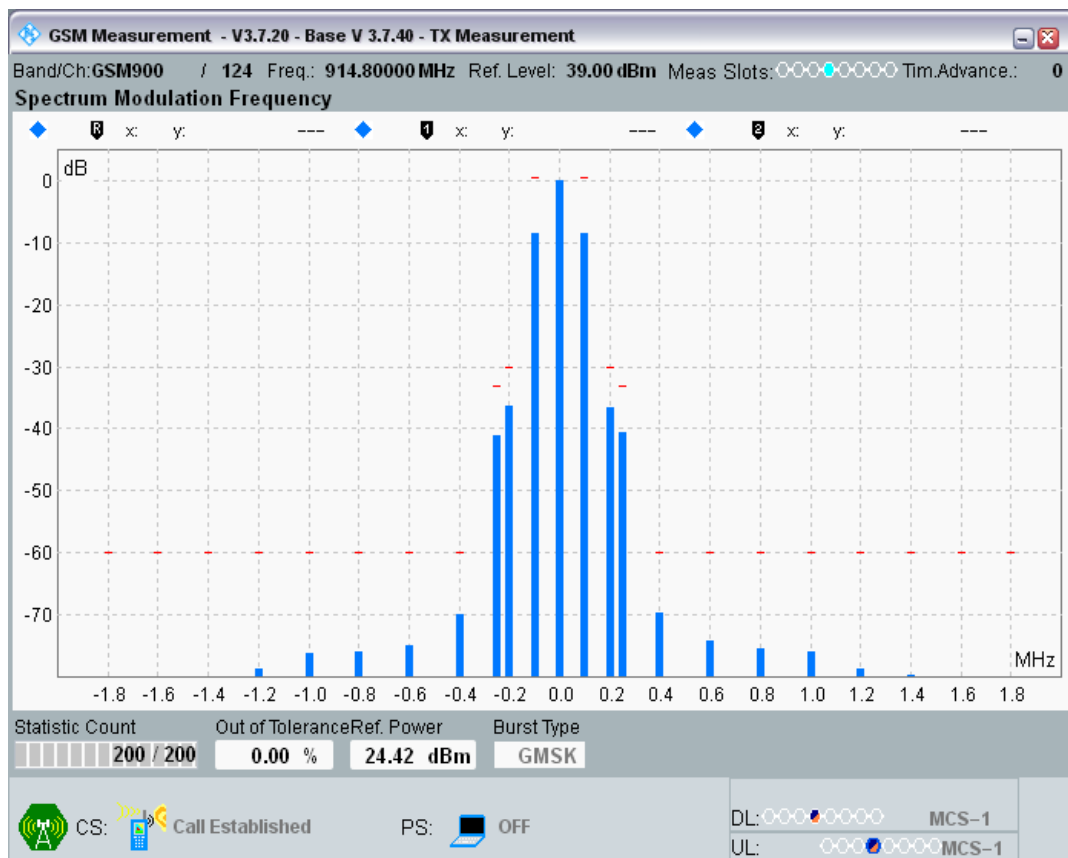 GSM Measurement - V3.7.20 - Base V 3.7.40 - TX Measurement
Band/Ch:GSM900 / 124 Freq.: 914.80000 MHz Ref. Level: 39.00 dBm Meas Slots: Tim.Advance.: 0
Spectrum Modulation Frequency
R x: y: --- 1 x: y: --- 2 x: y: ---
dB
0
-10
-20
-30
-40
-50
-60
-70
MHz
-1.8 -1.6 -1.4 -1.2 -1.0 -0.8 -0.6 -0.4 -0.2 0.0 0.2 0.4 0.6 0.8 1.0 1.2 1.4 1.6 1.8
Statistic Count Out of Tolerance Ref. Power Burst Type
200 / 200 0.00 % 24.42 dBm GMSK
CS: Call Established PS: OFF
DL: MCS-1
UL: MCS-1